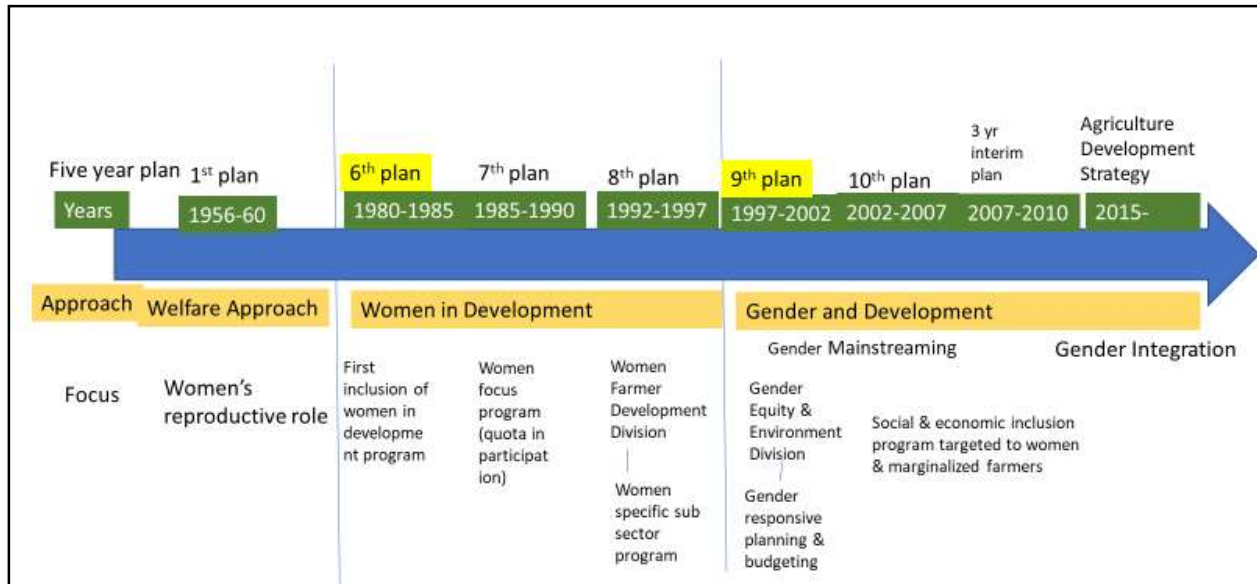 Five year plan
1st plan
6th plan
7th plan
8th plan
9th plan
10th plan
3 yr
interim
plan
Agriculture
Development
Strategy
Years
1956-60
1980-1985
1985-1990
1992-1997
1997-2002
2002-2007
2007-2010
2015-
Approach
Welfare Approach
Women in Development
Gender and Development
Gender Mainstreaming
Gender Integration
Focus
Women's
reproductive role
First
inclusion of
women in
developme
nt program
Women
focus
program
(quota in
participat
ion)
Women
Farmer
Development
Division
Women
specific sub
sector
program
Gender
Equity &
Environment
Division
Gender
responsive
planning &
budgeting
Social & economic inclusion
program targeted to women
& marginalized farmers